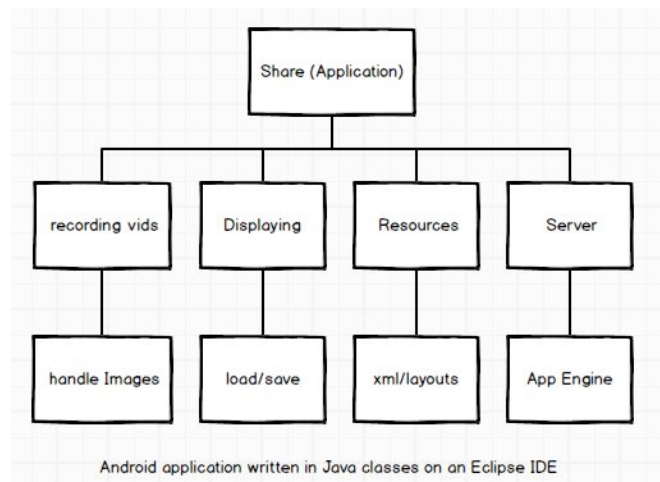 Share (Application)
recording vids
Displaying
Resources
Server
handle Images
load/save
xml/layouts
App Engine
Android application written in Java classes on an Eclipse IDE